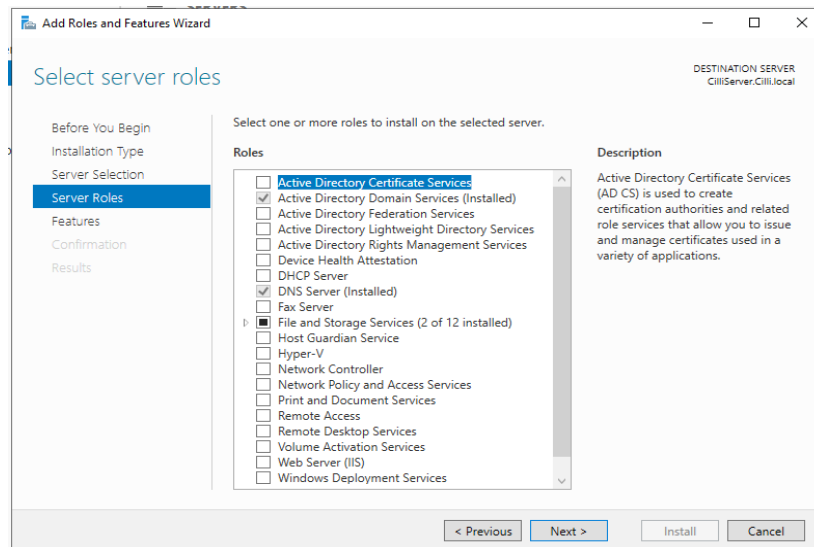 Add Roles and Features Wizard
Select server roles
DESTINATION SERVER
CilliServer.Cilli.local
Before You Begin
Installation Type
Server Selection
Server Roles
Features
Confirmation
Results
Select one or more roles to install on the selected server.
Roles
Active Directory Certificate Services
Active Directory Domain Services (Installed)
Active Directory Federation Services
Active Directory Lightweight Directory Services
Active Directory Rights Management Services
Device Health Attestation
DHCP Server
DNS Server (Installed)
Fax Server
File and Storage Services (2 of 12 installed)
Host Guardian Service
Hyper-V
Network Controller
Network Policy and Access Services
Print and Document Services
Remote Access
Remote Desktop Services
Volume Activation Services
Web Server (IIS)
Windows Deployment Services
Description
Active Directory Certificate Services
(AD CS) is used to create
certification authorities and related
role services that allow you to issue
and manage certificates used in a
variety of applications.
< Previous
Next >
Install
Cancel